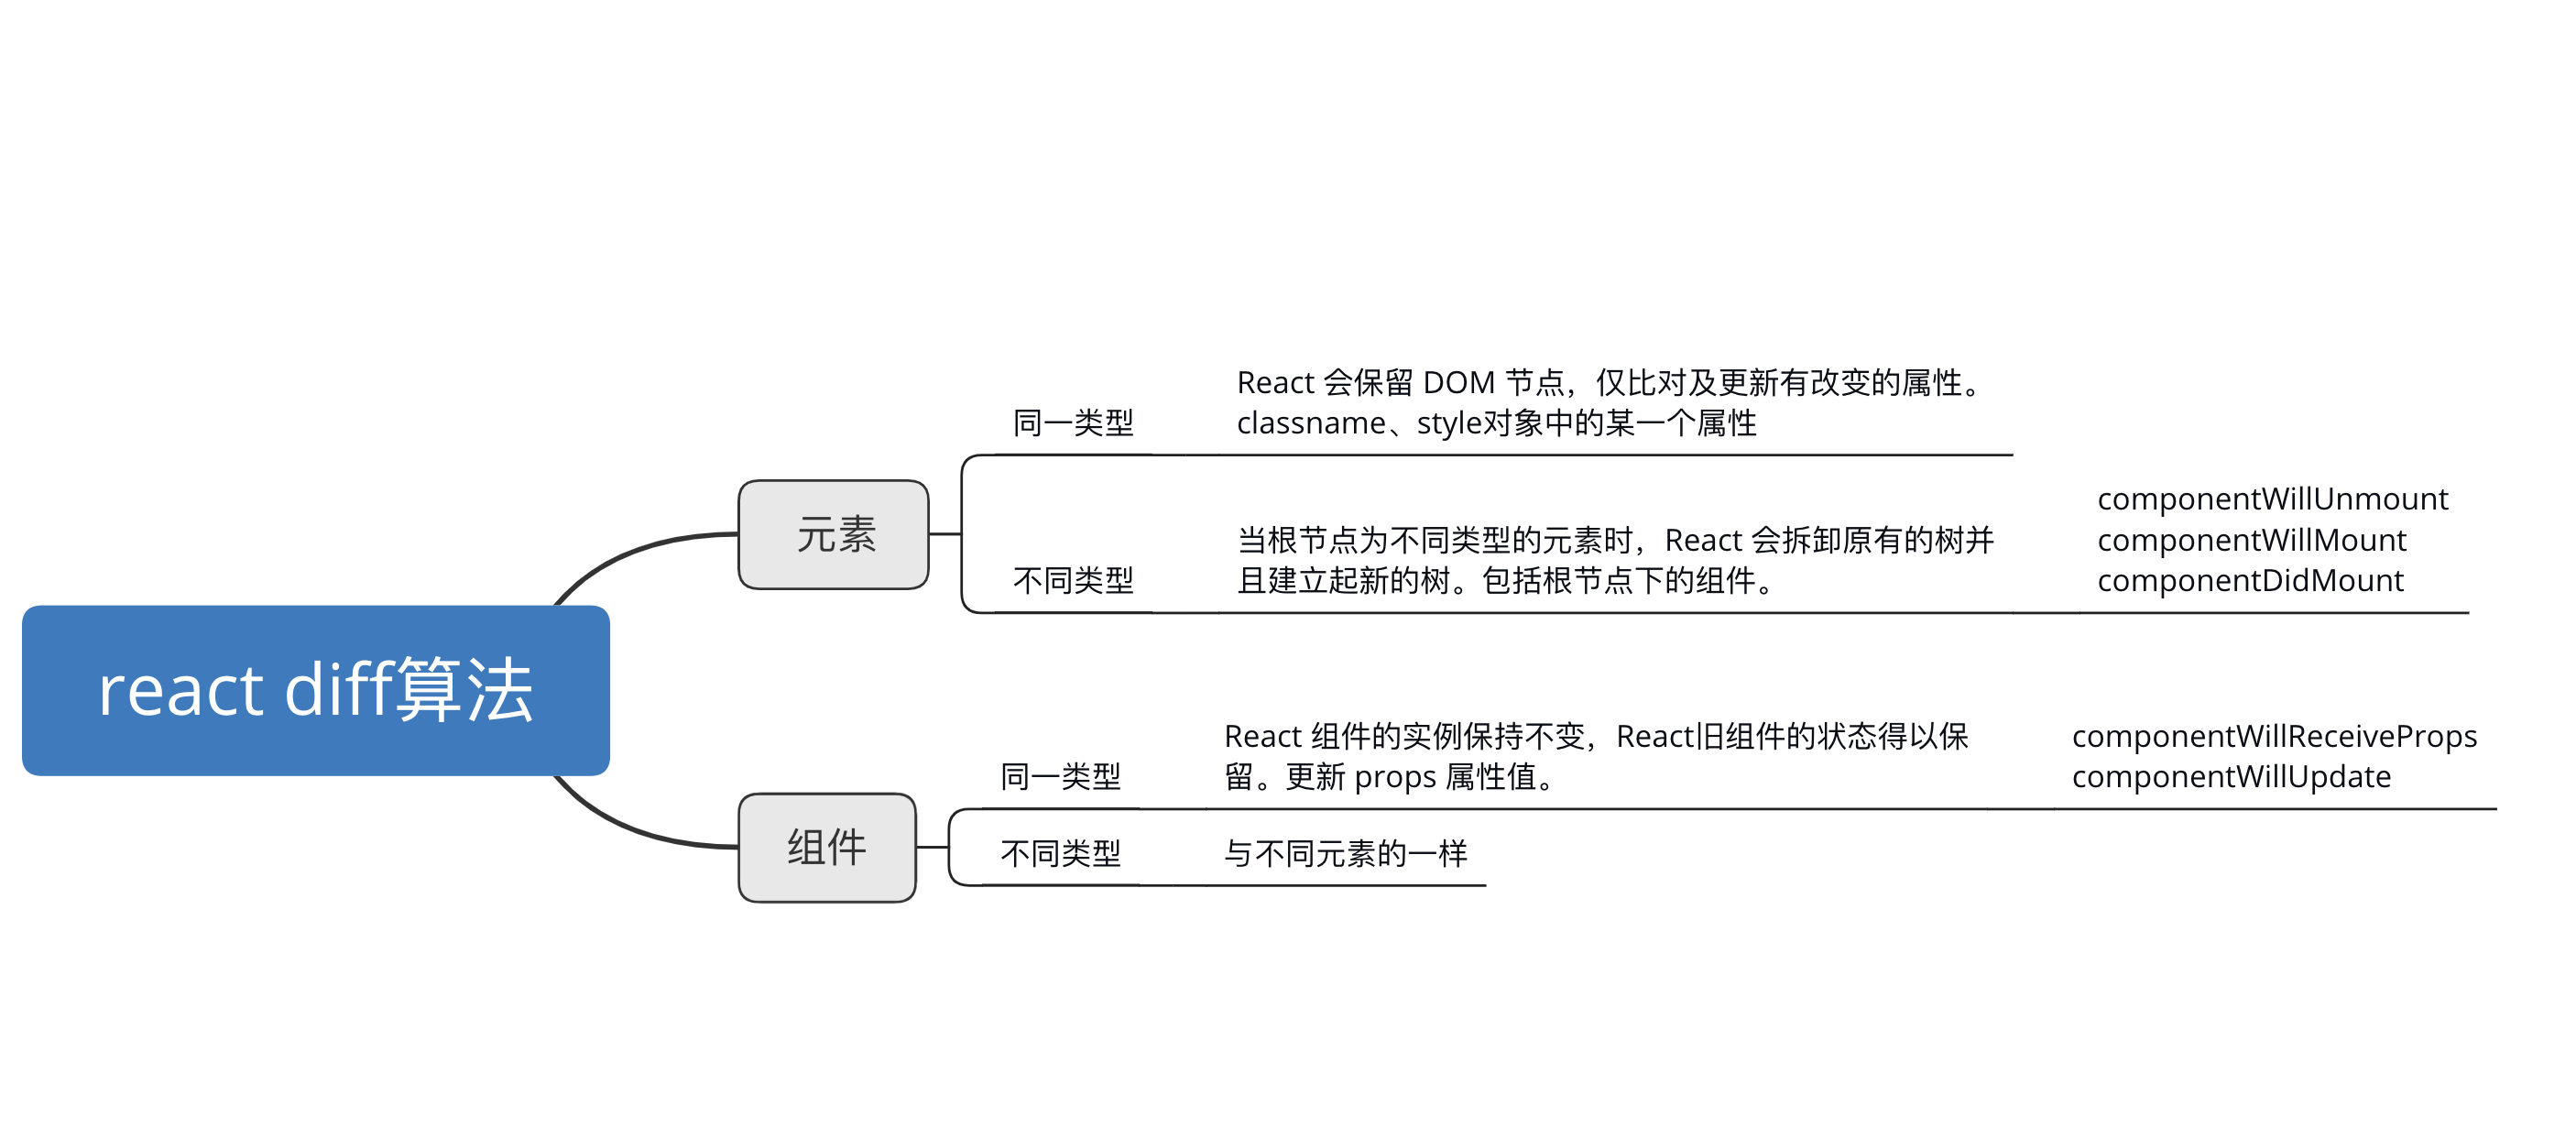 react diff算法
元素
同一类型
React 会保留 DOM 节点，仅比对及更新有改变的属性。
classname、style对象中的某一个属性
不同类型
当根节点为不同类型的元素时，React 会拆卸原有的树并
且建立起新的树。包括根节点下的组件。
componentWillUnmount
componentWillMount
componentDidMount
组件
同一类型
React 组件的实例保持不变，React旧组件的状态得以保
留。更新 props 属性值。
componentWillReceiveProps
componentWillUpdate
不同类型
与不同元素的一样